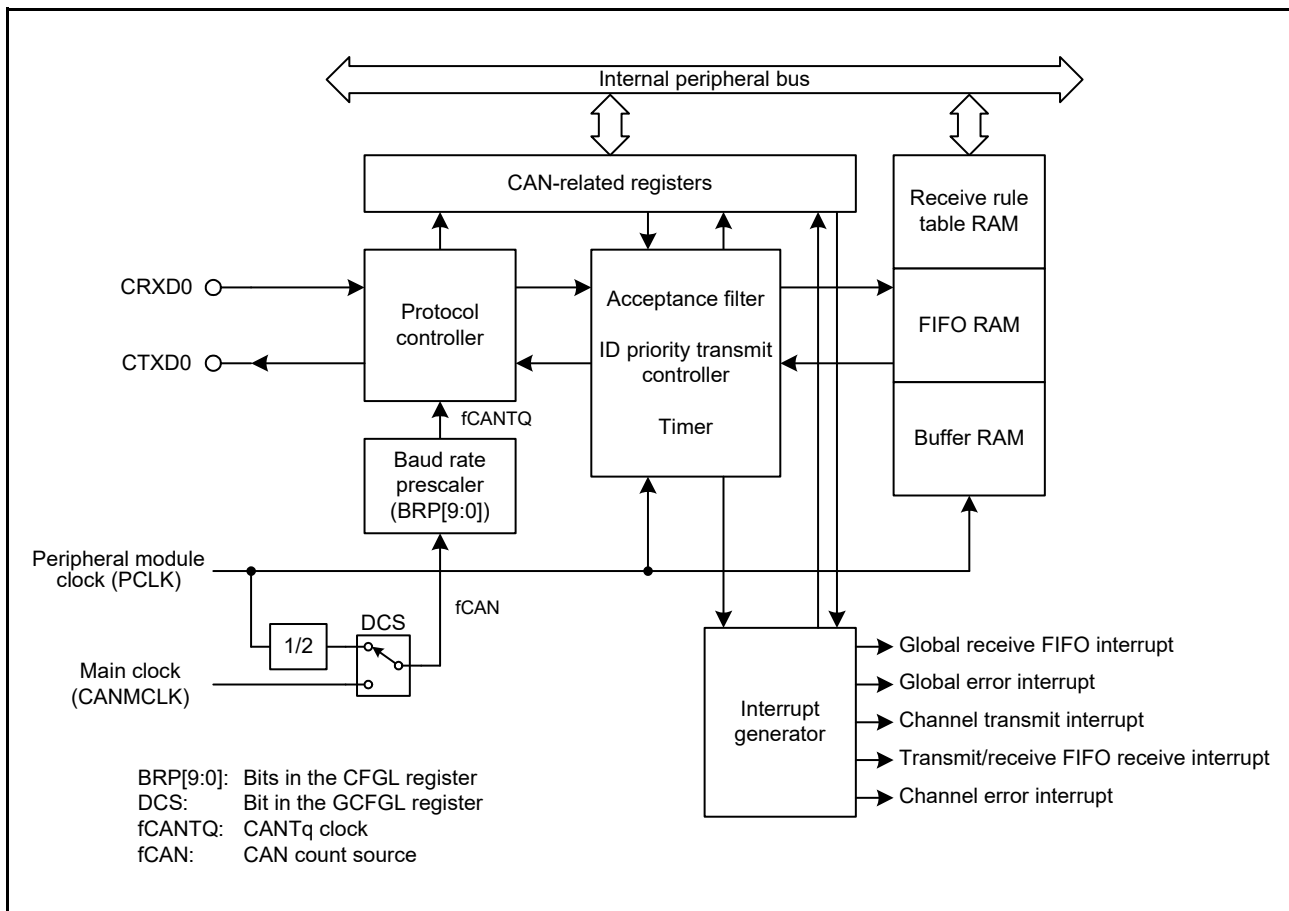 Internal peripheral bus
CAN-related registers
Receive rule
table RAM
FIFO RAM
Buffer RAM
CRXD0
CTXD0
Protocol
controller
Acceptance filter
ID priority transmit
controller
Timer
fCANTQ
Baud rate
prescaler
(BRP[9:0])
Peripheral module
clock (PCLK)
fCAN
DCS
1/2
Main clock
(CANMCLK)
Interrupt
generator
Global receive FIFO interrupt
Global error interrupt
Channel transmit interrupt
Transmit/receive FIFO receive interrupt
Channel error interrupt
BRP[9:0]: Bits in the CFGL register
DCS: Bit in the GCFGL register
fCANTQ: CANTq clock
fCAN: CAN count source